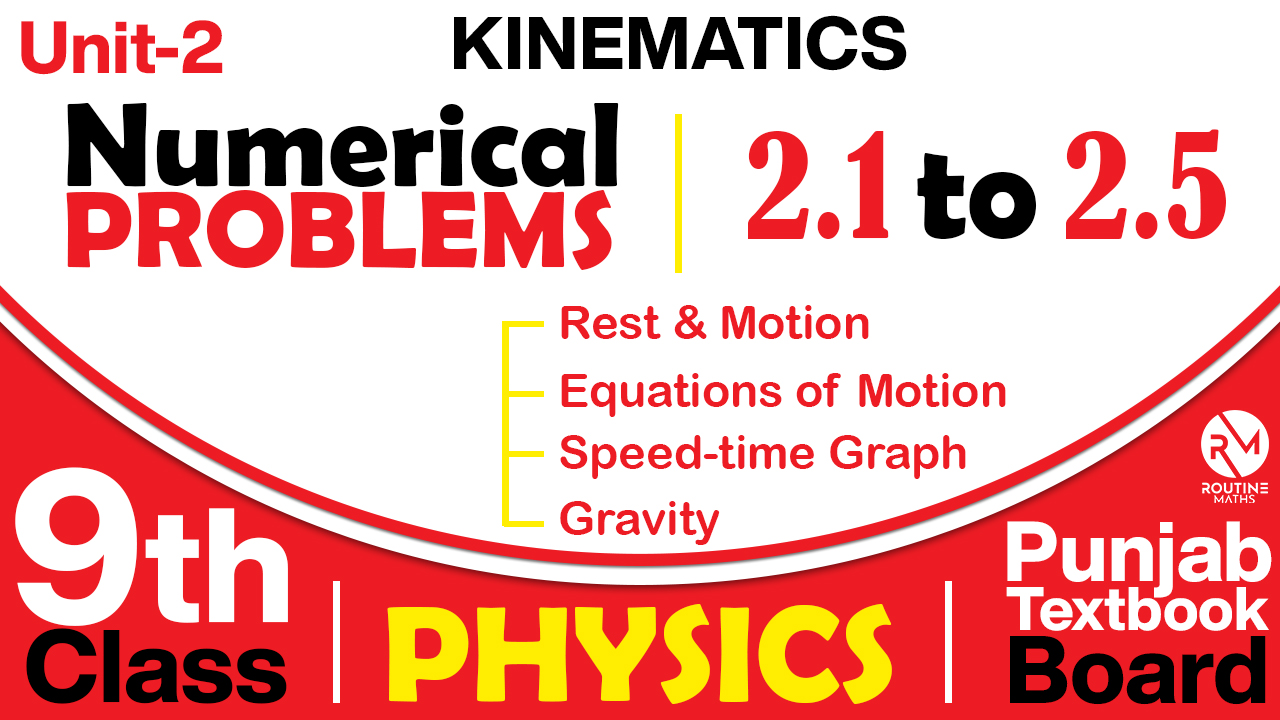 Unit-2
KINEMATICS
Numerical
PROBLEMS
2.1 to 2.5
Rest & Motion
Equations of Motion
Speed-time Graph
Gravity
RM
ROUTINE
MATHS
9th
Class
PHYSICS
Punjab
Textbook
Board